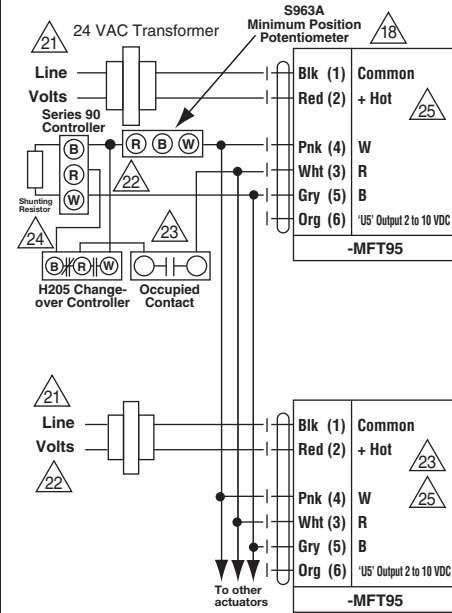 S963A
Minimum Position
Potentiometer
21
24 VAC Transformer
18
Line
Volts
Blk (1) Common
Red (2) + Hot
25
Series 90
Controller
B
R
W
R B W
22
Pnk (4) W
Wht (3) R
Gry (5) B
Org (6) 'U5' Output 2 to 10 VDC
-MFT95
Shunting
Resistor
24
23
B R W
H205 Change-
over Controller
Occupied
Contact
21
Line
Volts
22
Blk (1) Common
Red (2) + Hot
23
25
Pnk (4) W
Wht (3) R
Gry (5) B
Org (6) 'U5' Output 2 to 10 VDC
-MFT95
To other
actuators